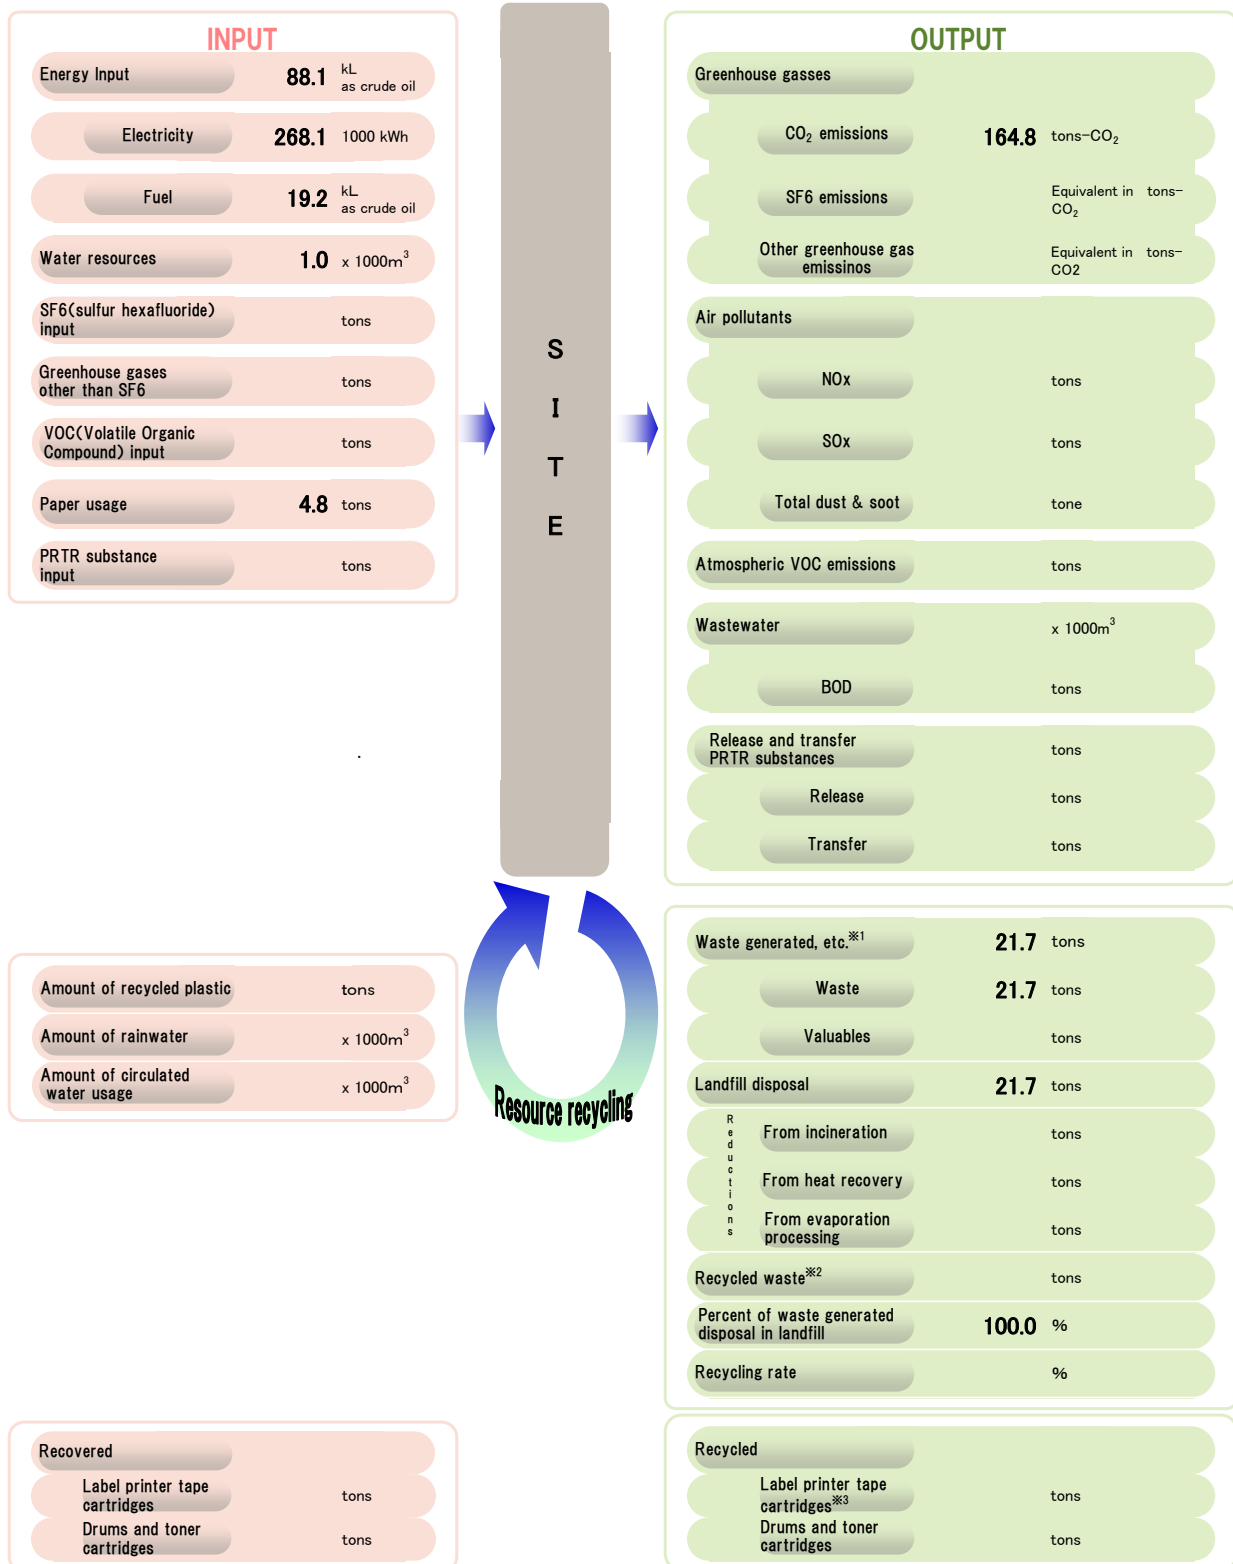 INPUT
Energy Input 88.1 kL
as crude oil
Electricity 268.1 1000 kWh
Fuel 19.2 kL
as crude oil
Water resources 1.0 x 1000m³
SF6(sulfur hexafluoride)
input tons
Greenhouse gases
other than SF6 tons
VOC(Volatile Organic
Compound) input tons
Paper usage 4.8 tons
PRTR substance
input tons
S
I
T
E
OUTPUT
Greenhouse gasses
CO₂ emissions 164.8 tons-CO₂
SF6 emissions Equivalent in tons-
CO₂
Other greenhouse gas
emissinos Equivalent in tons-
CO2
Air pollutants
NOx tons
SOx tons
Total dust & soot tone
Atmospheric VOC emissions tons
Wastewater x 1000m³
BOD tons
Release and transfer
PRTR substances tons
Release tons
Transfer tons
Amount of recycled plastic tons
Amount of rainwater x 1000m³
Amount of circulated
water usage x 1000m³
Resource recycling
Waste generated, etc.※1 21.7 tons
Waste 21.7 tons
Valuables tons
Landfill disposal 21.7 tons
Reductions
From incineration tons
From heat recovery tons
From evaporation
processing tons
Recycled waste※2 tons
Percent of waste generated
disposal in landfill 100.0 %
Recycling rate %
Recovered
Label printer tape
cartridges tons
Drums and toner
cartridges tons
Recycled
Label printer tape
cartridges※3 tons
Drums and toner
cartridges tons